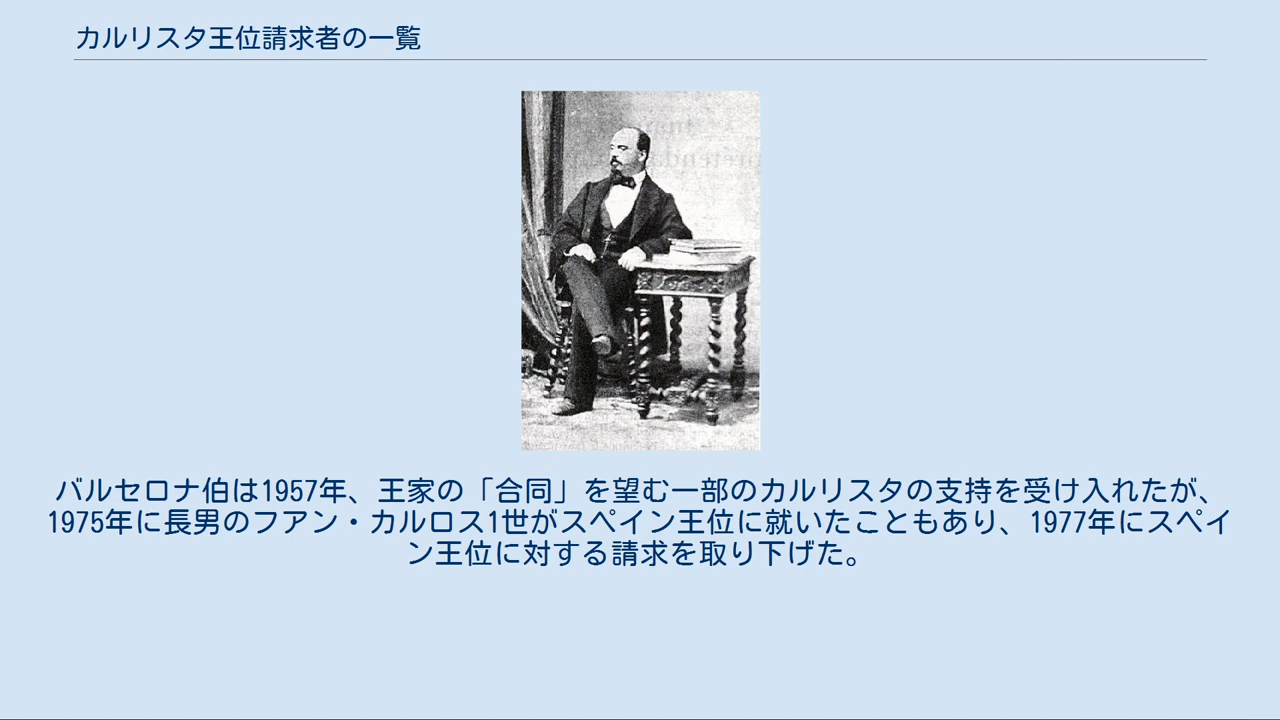 カルリスタ王位請求者の一覧
バルセロナ伯は1957年、王家の「合同」を望む一部のカルリスタの支持を受け入れたが、
1975年に長男のフアン・カルロス1世がスペイン王位に就いたこともあり、1977年にスペイ
ン王位に対する請求を取り下げた。